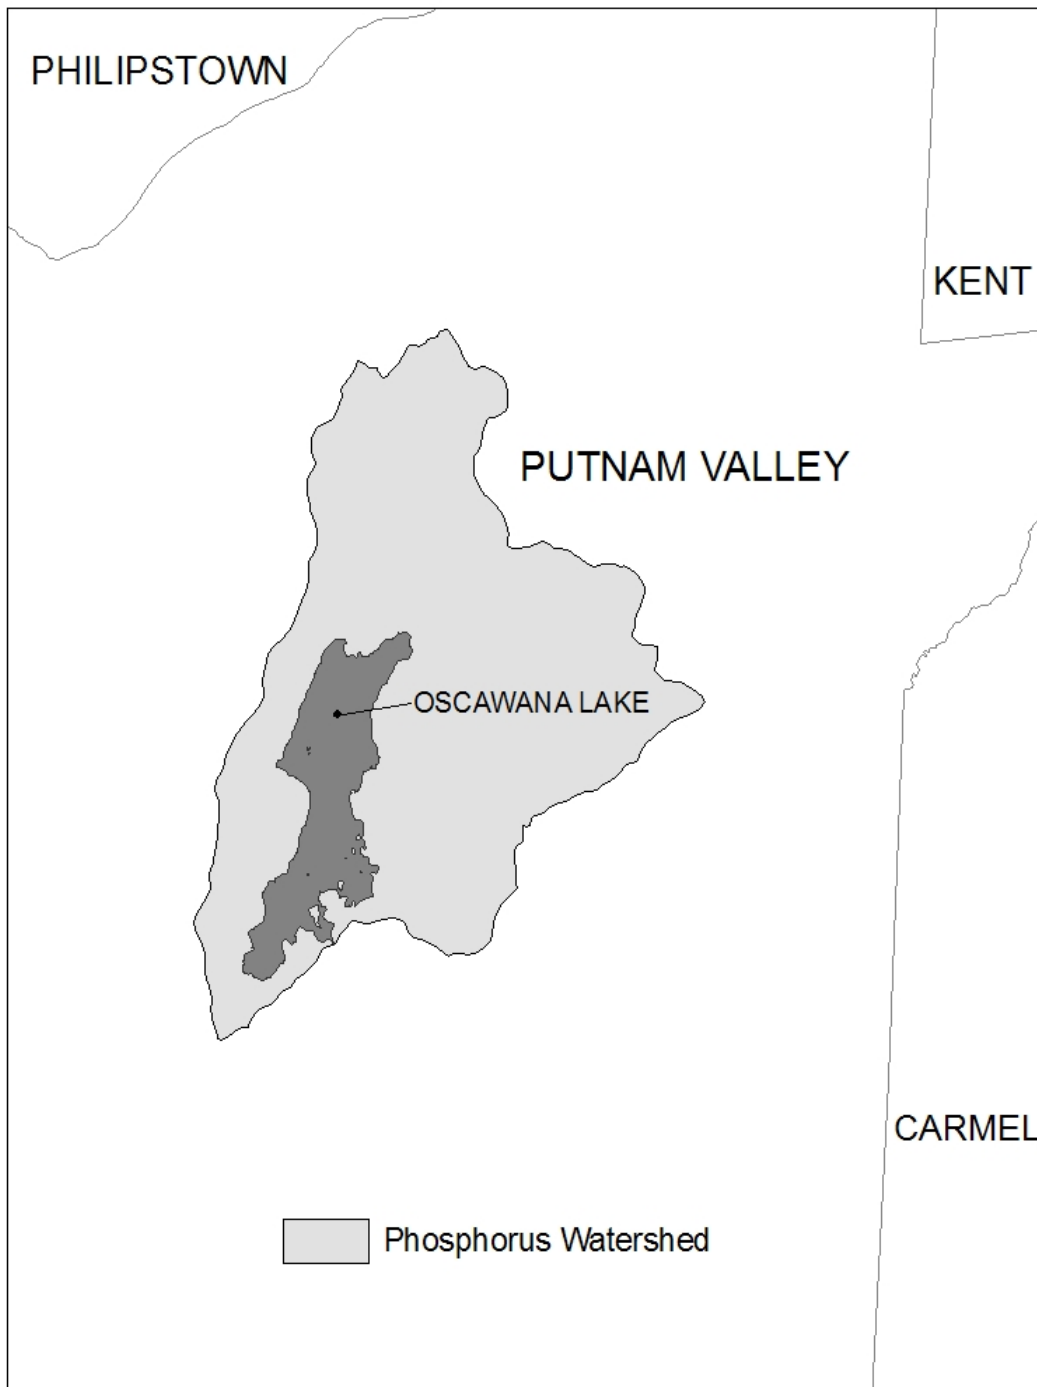 PHILIPSTOWN
KENT
PUTNAM VALLEY
OSCAWANA LAKE
CARMEL
Phosphorus Watershed